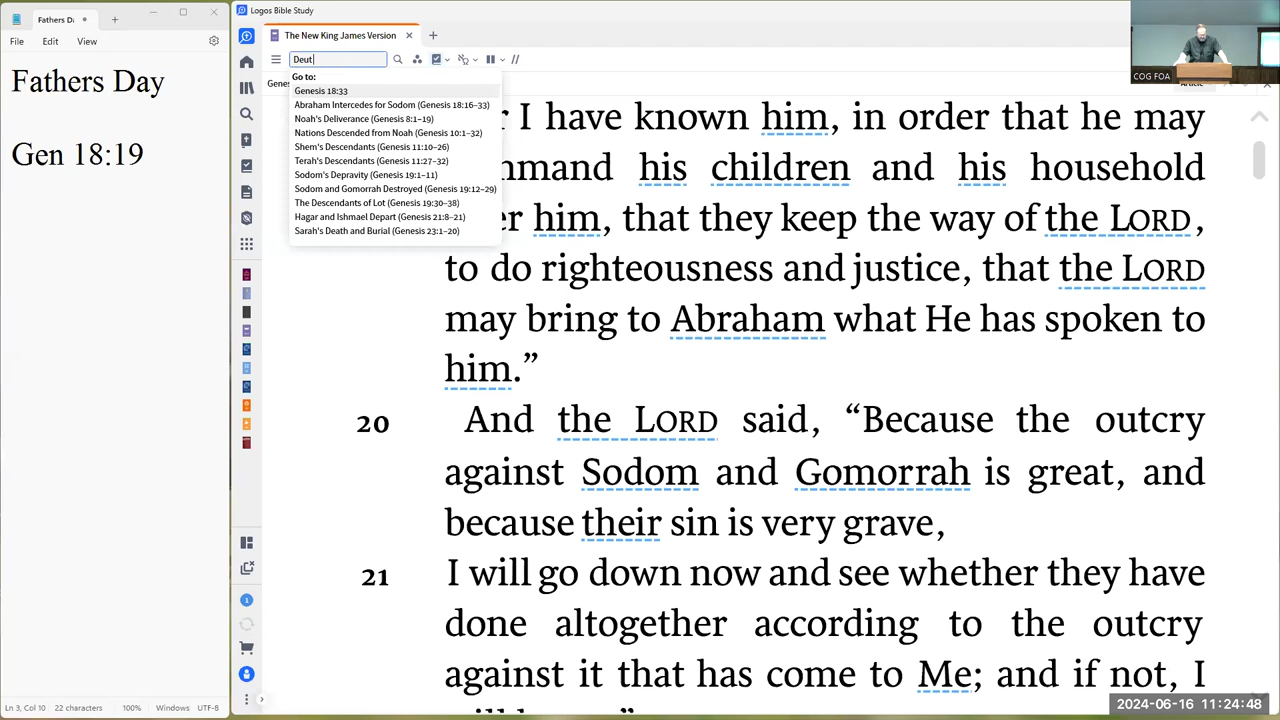 Fathers D
File
Edit
View
Fathers Day
Gen 18:19
Ln 3, Col 10
22 characters
100%
Windows
UTF-8
Logos Bible Study
The New King James Version
Deut
Go to:
Genesis 18:33
Abraham Intercedes for Sodom (Genesis 18:16–33)
Noah's Deliverance (Genesis 8:1–19)
Nations Descended from Noah (Genesis 10:1–32)
Shem's Descendants (Genesis 11:10–26)
Terah's Descendants (Genesis 11:27–32)
Sodom's Depravity (Genesis 19:1–11)
Sodom and Gomorrah Destroyed (Genesis 19:12–29)
The Descendants of Lot (Genesis 19:30–38)
Hagar and Ishmael Depart (Genesis 21:8–21)
Sarah's Death and Burial (Genesis 23:1–20)
Genes
Article
COG FOA
r I have known him, in order that he may
mmand his children and his household
er him, that they keep the way of the LORD,
to do righteousness and justice, that the LORD
may bring to Abraham what He has spoken to
him.”
20 And the LORD said, “Because the outcry
against Sodom and Gomorrah is great, and
because their sin is very grave,
21 I will go down now and see whether they have
done altogether according to the outcry
against it that has come to Me; and if not, I
2024-06-16 11:24:48